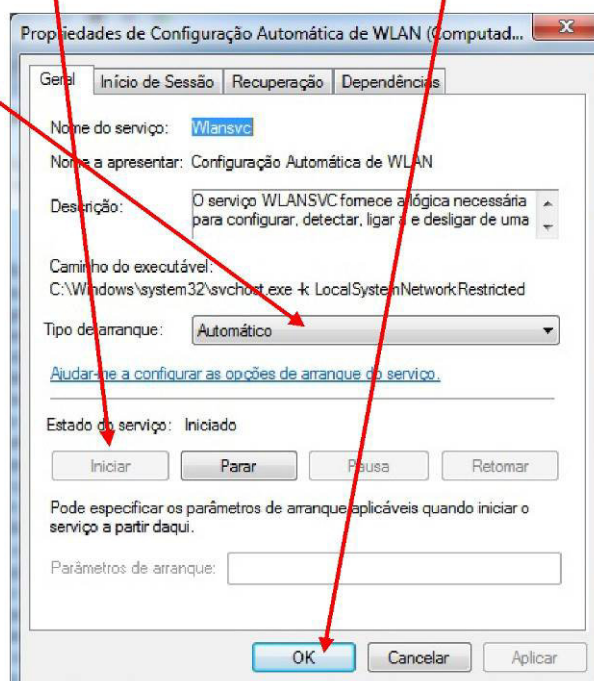 Propriedades de Configuração Automática de WLAN (Computad...
Geral Início de Sessão Recuperação Dependências
Nome do serviço: Wlansvc
Nome a apresentar: Configuração Automática de WLAN
Descrição: O serviço WLANSVC fornece a lógica necessária
para configurar, detectar, ligar a e desligar de uma
Caminho do executável:
C:\Windows\system32\svchost.exe -k LocalSystemNetworkRestricted
Tipo de arranque: Automático
Ajudar-me a configurar as opções de arranque do serviço.
Estado do serviço: Iniciado
Iniciar Parar Pausa Retomar
Pode especificar os parâmetros de arranque aplicáveis quando iniciar o
serviço a partir daqui.
Parâmetros de arranque:
OK Cancelar Aplicar